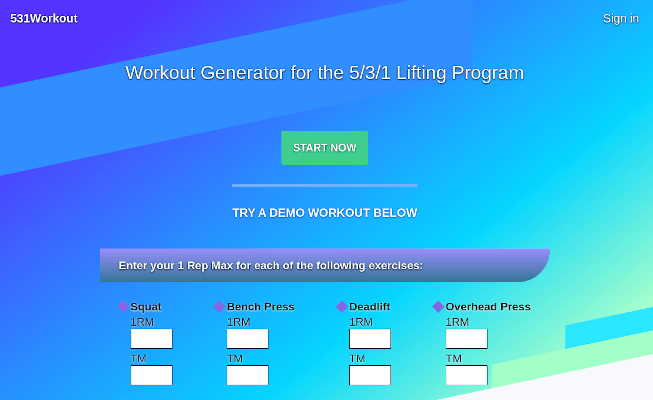 531Workout
Sign in
Workout Generator for the 5/3/1 Lifting Program
START NOW
TRY A DEMO WORKOUT BELOW
Enter your 1 Rep Max for each of the following exercises:
Squat
1RM
TM
Bench Press
1RM
TM
Deadlift
1RM
TM
Overhead Press
1RM
TM